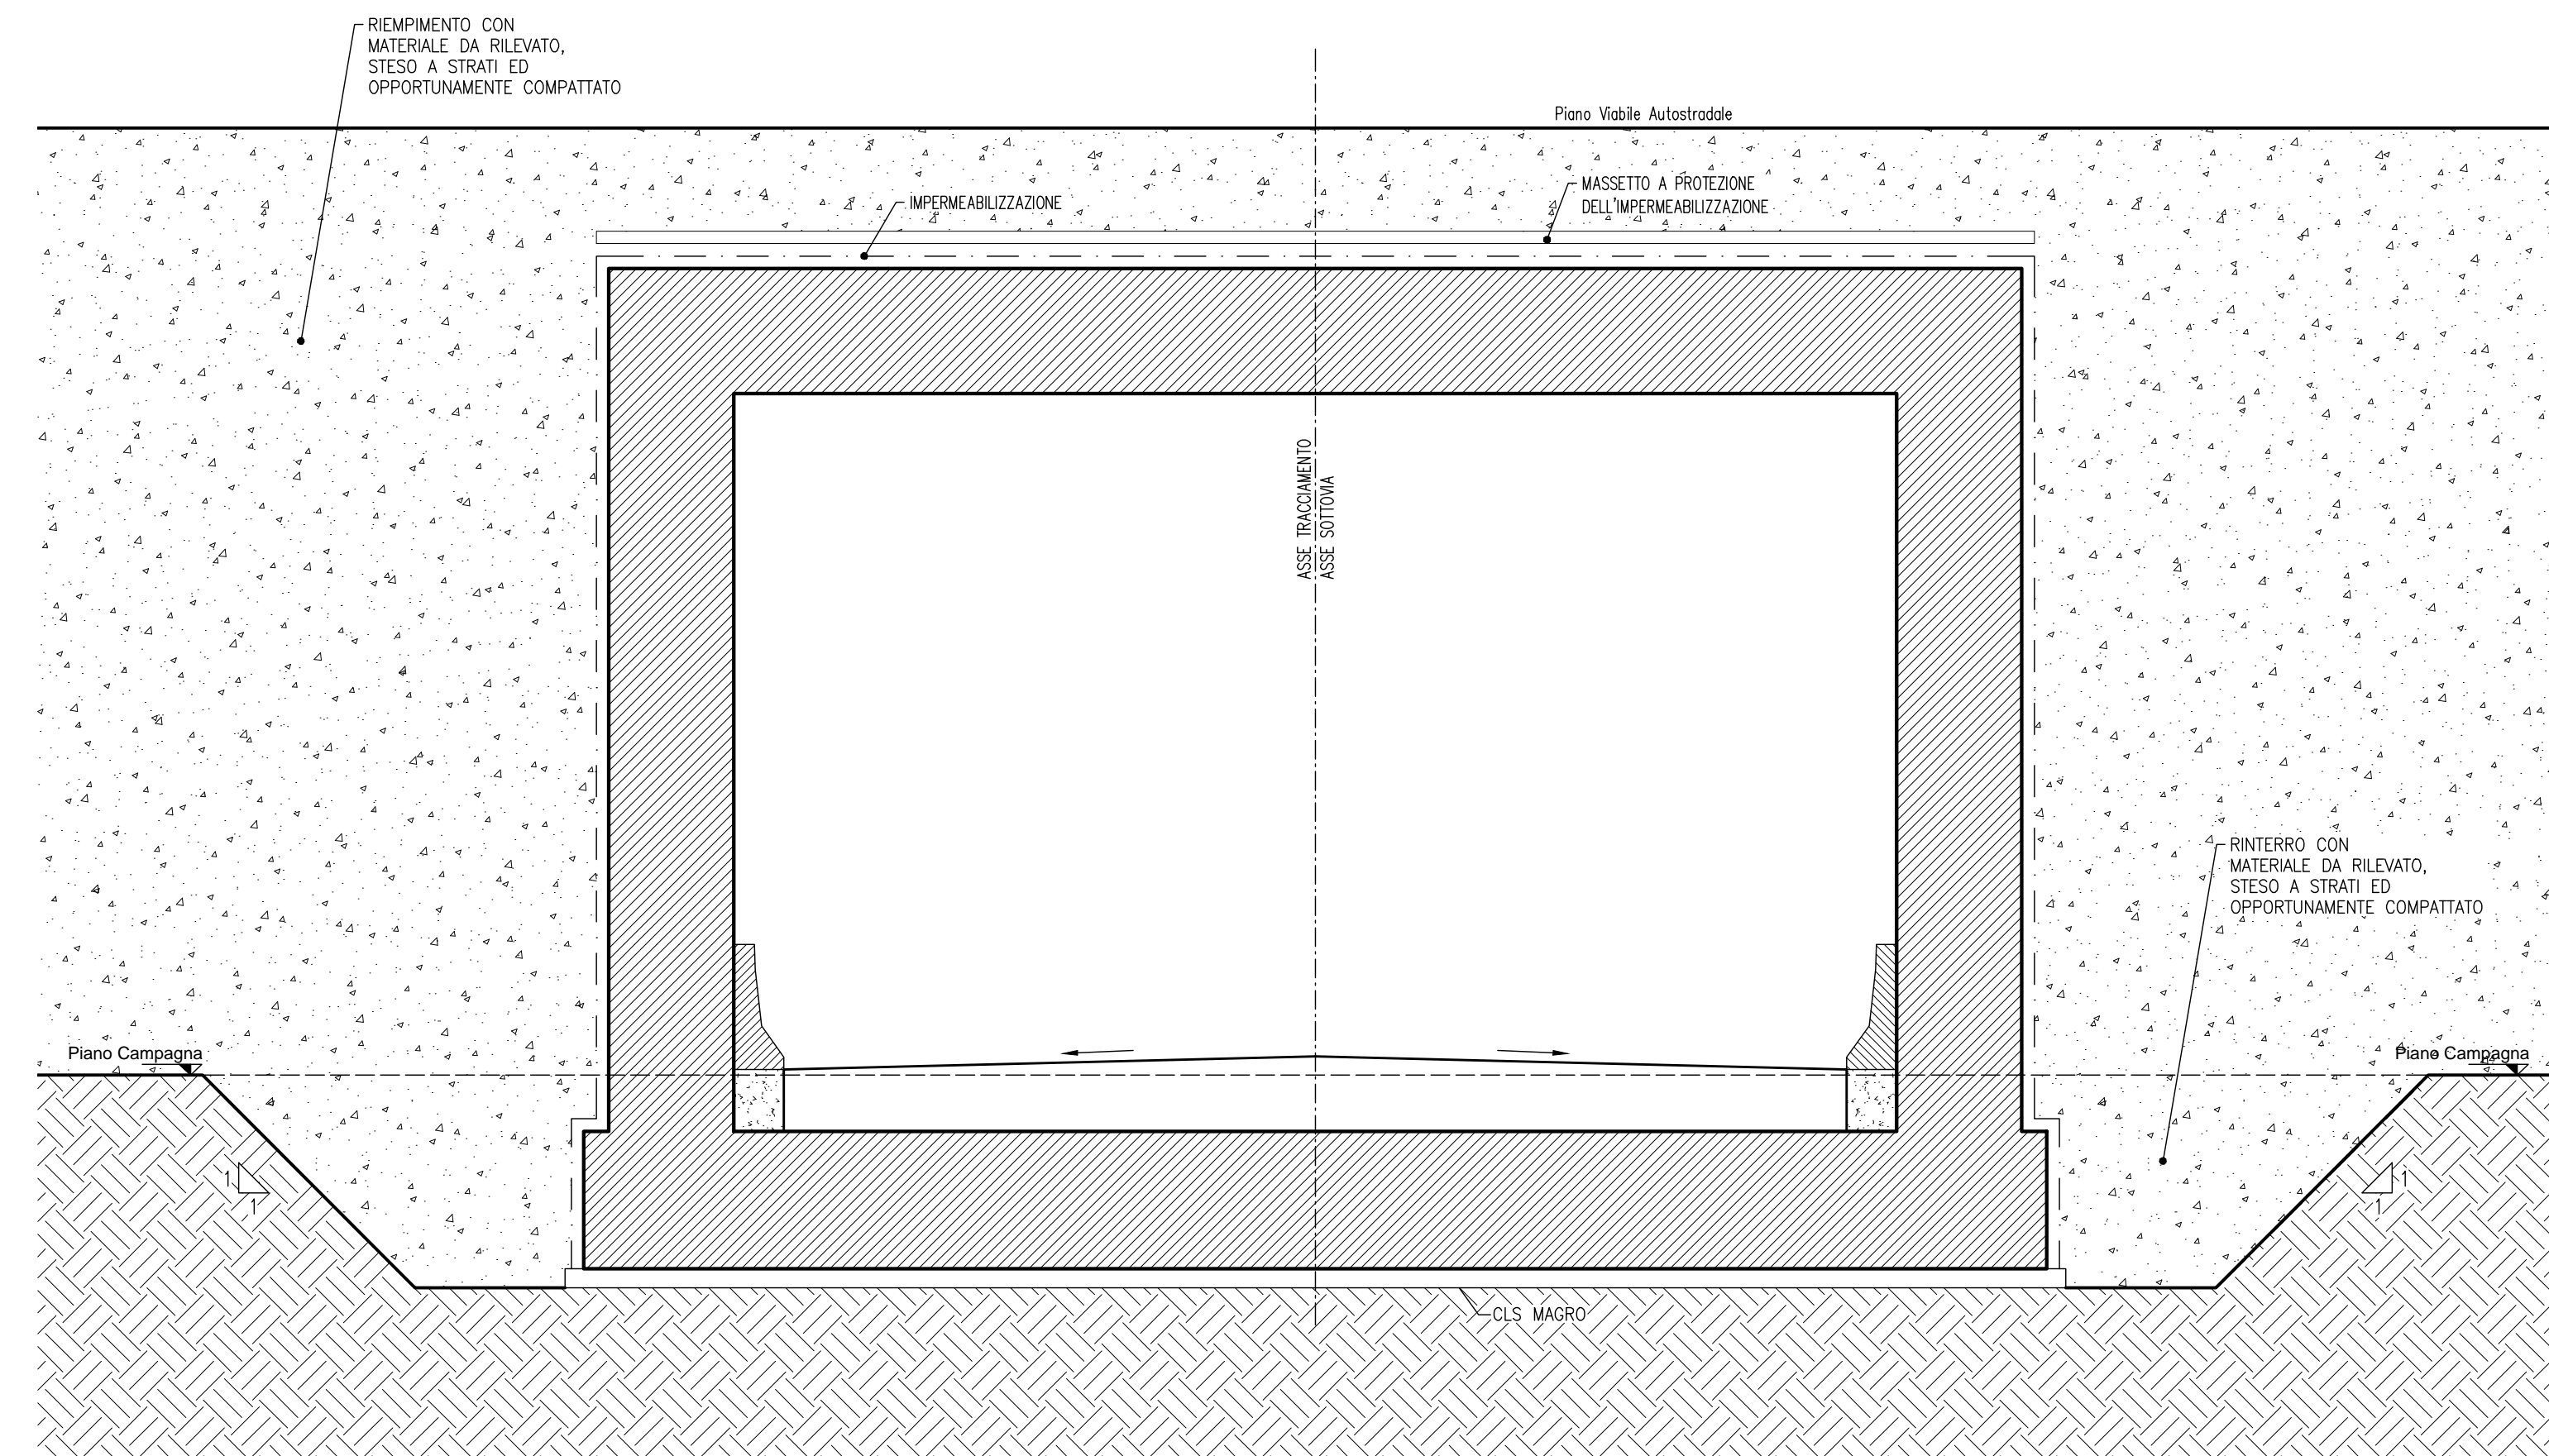 RIEMPIMENTO CON
MATERIALE DA RILEVATO,
STESO A STRATI ED
OPPORTUNAMENTE COMPATTATO
Piano Viabile Autostradale
MASSETTO A PROTEZIONE
DELL'IMPERMEABILIZZAZIONE
IMPERMEABILIZZAZIONE
ASSE TRACCIAMENTO
ASSE SOTTOVIA
RINTERRO CON
MATERIALE DA RILEVATO,
STESO A STRATI ED
OPPORTUNAMENTE COMPATTATO
Piano Campagna
Piano Campagna
1
1
1
1
CLS MAGRO